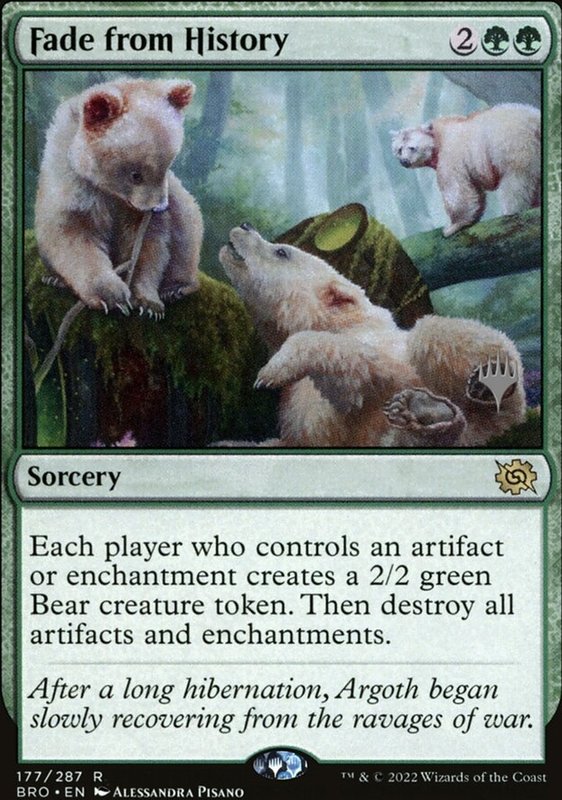 Fade from History
2
Sorcery
Each player who controls an artifact
or enchantment creates a 2/2 green
Bear creature token. Then destroy all
artifacts and enchantments.
After a long hibernation, Argoth began
slowly recovering from the ravages of war.
177/287 R
BRO • EN Alessandra Pisano
™ & © 2022 Wizards of the Coast